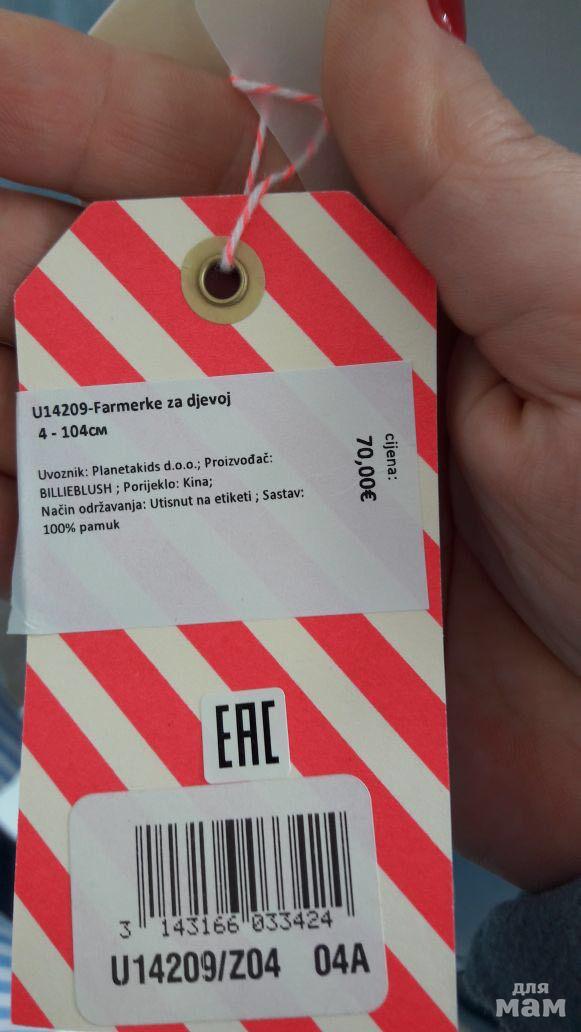 U14209-Farmerke za djevoj
4 - 104см
Uvoznik: Planetakids d.o.o.; Proizvođač:
BILLIEBLUSH ; Porijeklo: Kina;
Način održavanja: Utisnut na etiketi ; Sastav:
100% pamuk
cijena:
70,00€
EAC
3 143166 033424
U14209/Z04 04A
для
мам